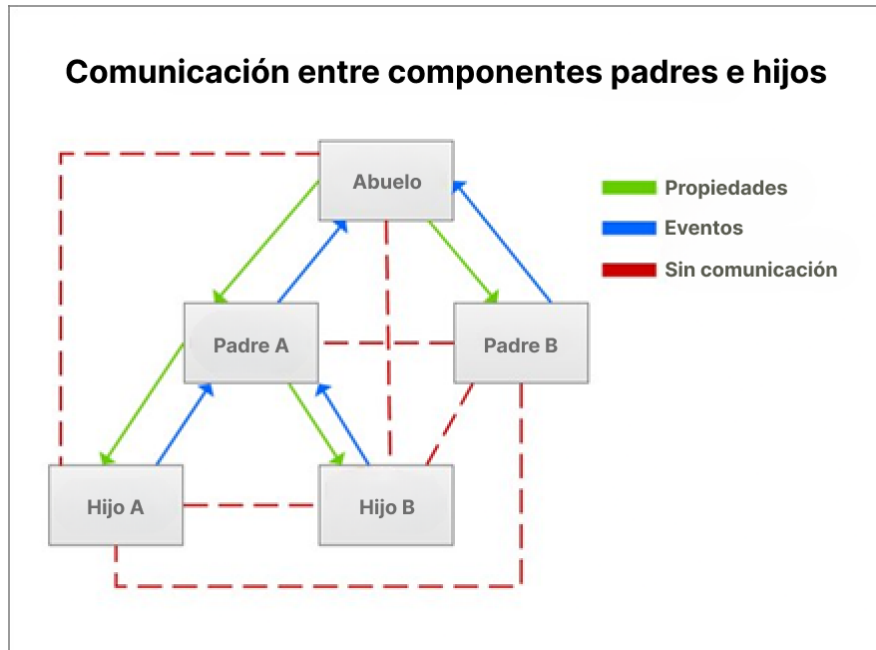 Comunicación entre componentes padres e hijos
Abuelo
Propiedades
Eventos
Sin comunicación
Padre A
Padre B
Hijo A
Hijo B